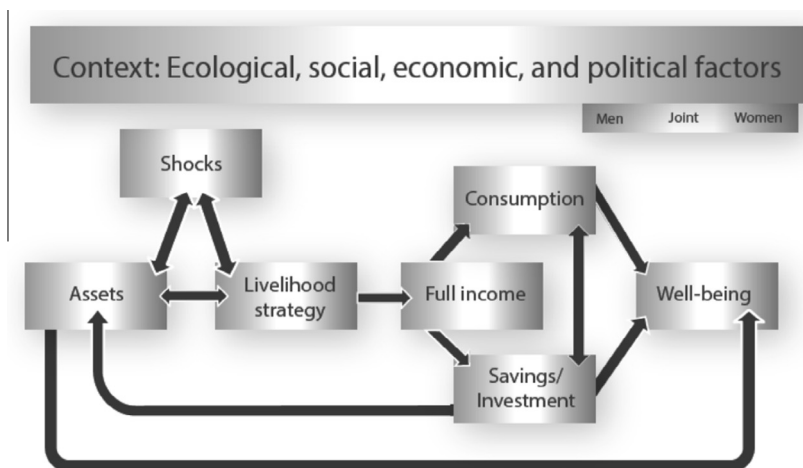 Context: Ecological, social, economic, and political factors
Men Joint Women
Shocks
Consumption
Assets
Livelihood
strategy
Full income
Well-being
Savings/
Investment